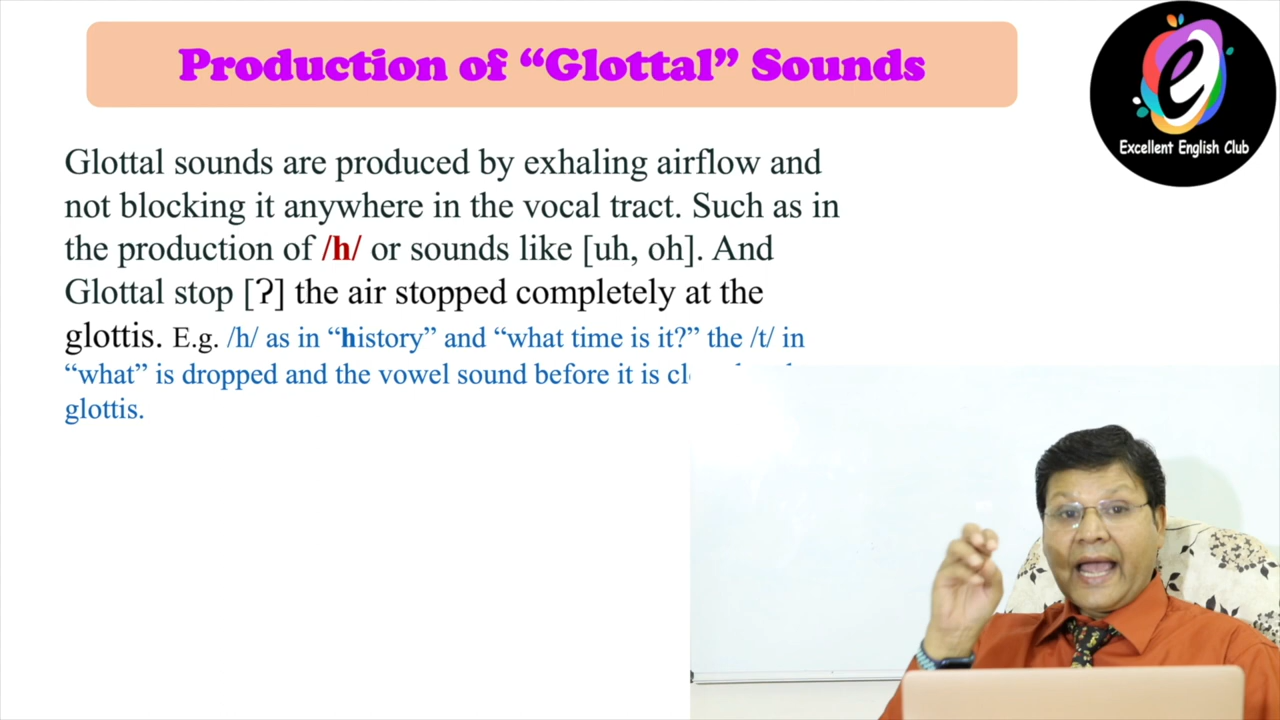 Production of “Glottal” Sounds
Excellent English Club
Glottal sounds are produced by exhaling airflow and
not blocking it anywhere in the vocal tract. Such as in
the production of /h/ or sounds like [uh, oh]. And
Glottal stop [?] the air stopped completely at the
glottis. E.g. /h/ as in “history” and “what time is it?” the /t/ in
“what” is dropped and the vowel sound before it is
glottis.